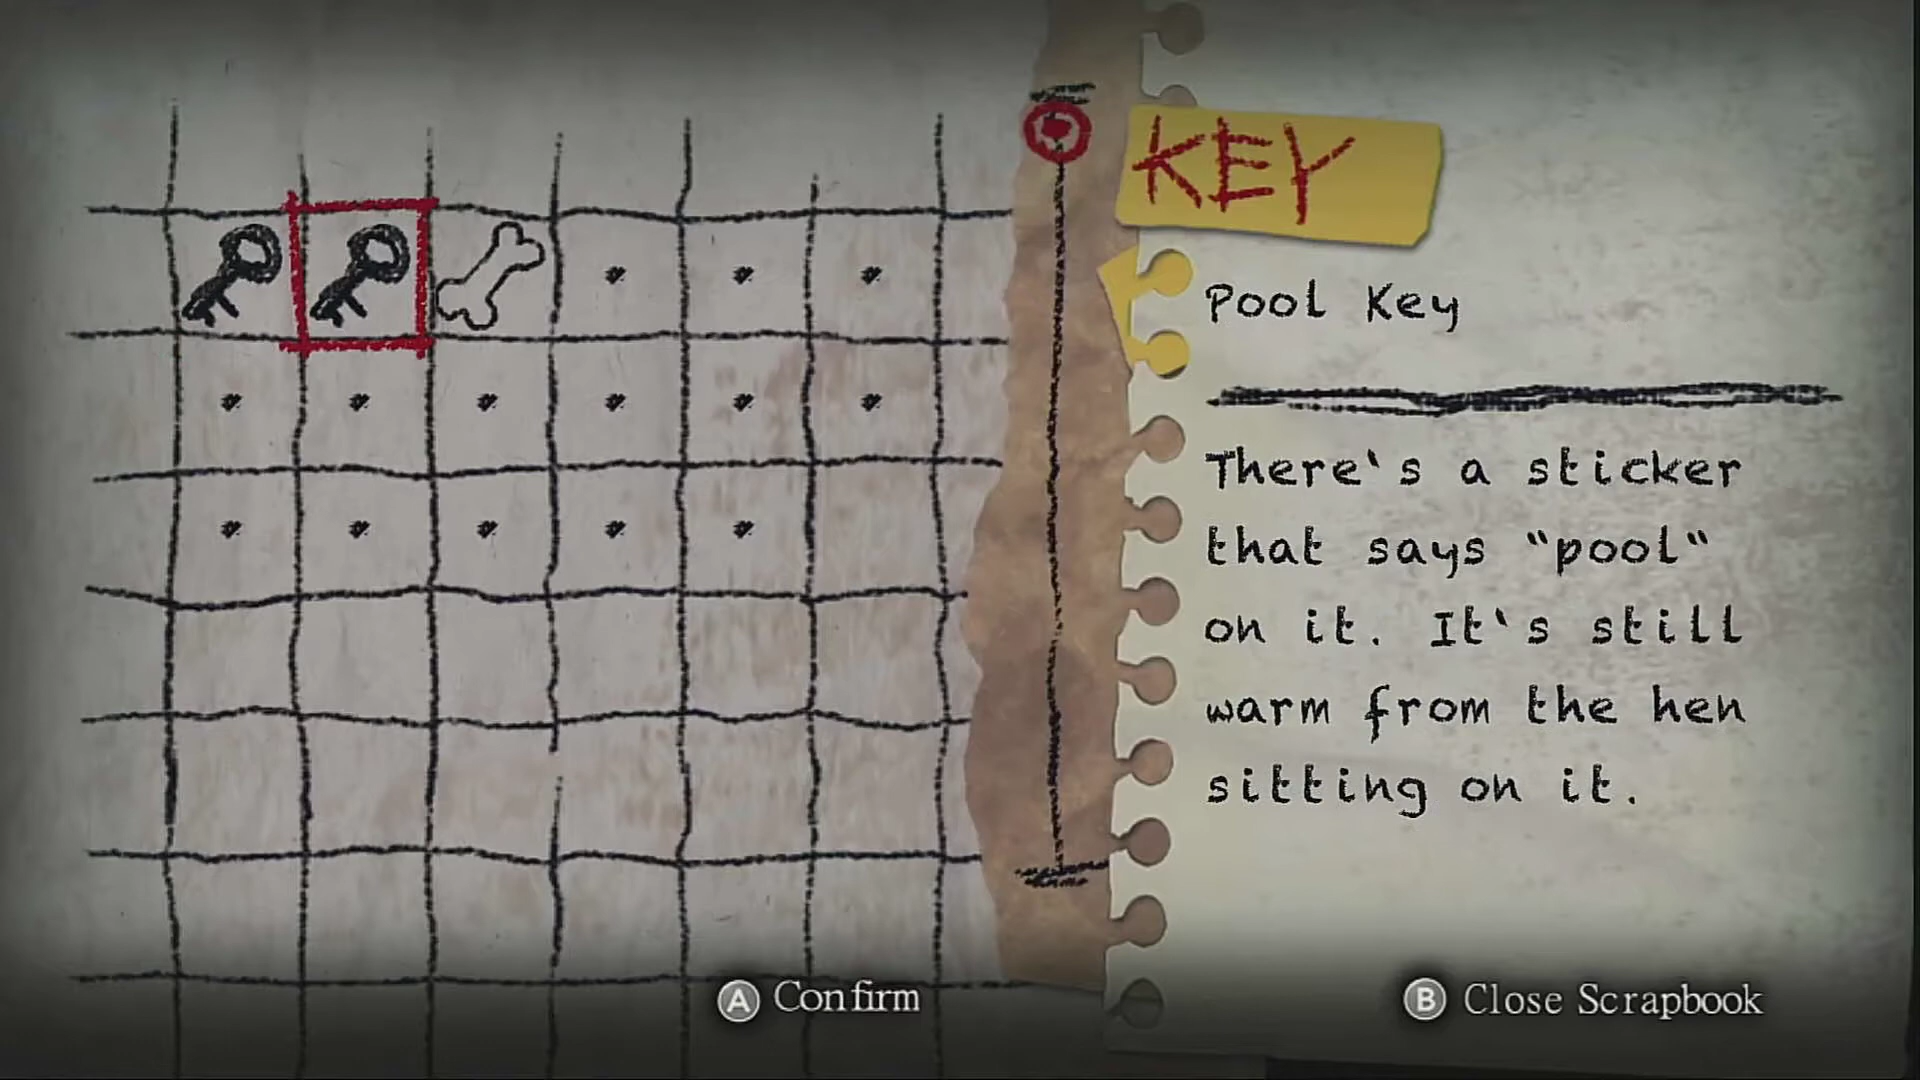 KEY
Pool Key
There's a sticker
that says "pool"
on it. It's still
warm from the hen
sitting on it.
A Confirm
B Close Scrapbook